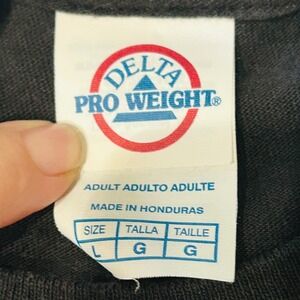 DELTA
PRO WEIGHT®
ADULT ADULTO ADULTE
MADE IN HONDURAS
SIZE TALLA TAILLE
L G G